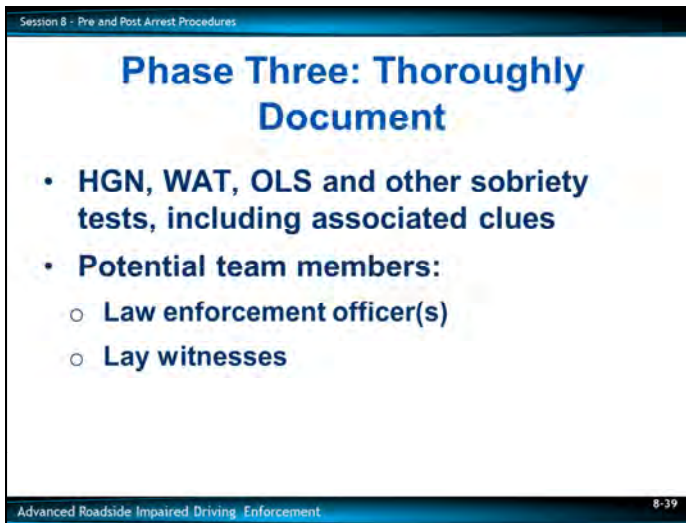 Session 8 - Pre and Post Arrest Procedures
Phase Three: Thoroughly
Document
• HGN, WAT, OLS and other sobriety
tests, including associated clues
• Potential team members:
o Law enforcement officer(s)
o Lay witnesses
Advanced Roadside Impaired Driving Enforcement
8-39